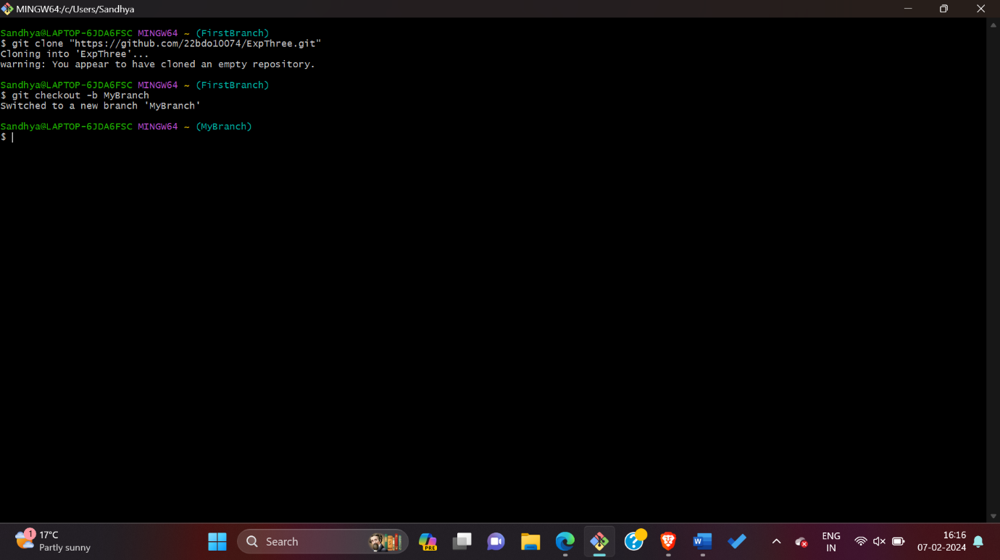 MINGW64:/c/Users/Sandhya
Sandhya@LAPTOP-6JDA6FSC MINGW64 ~ (FirstBranch)
$ git clone "https://github.com/22bdo10074/ExpThree.git"
Cloning into 'ExpThree'...
warning: You appear to have cloned an empty repository.
Sandhya@LAPTOP-6JDA6FSC MINGW64 ~ (FirstBranch)
$ git checkout -b MyBranch
Switched to a new branch 'MyBranch'
Sandhya@LAPTOP-6JDA6FSC MINGW64 ~ (MyBranch)
$
1
17°C
Partly sunny
Search
PRE
W
ENG
IN
16:16
07-02-2024